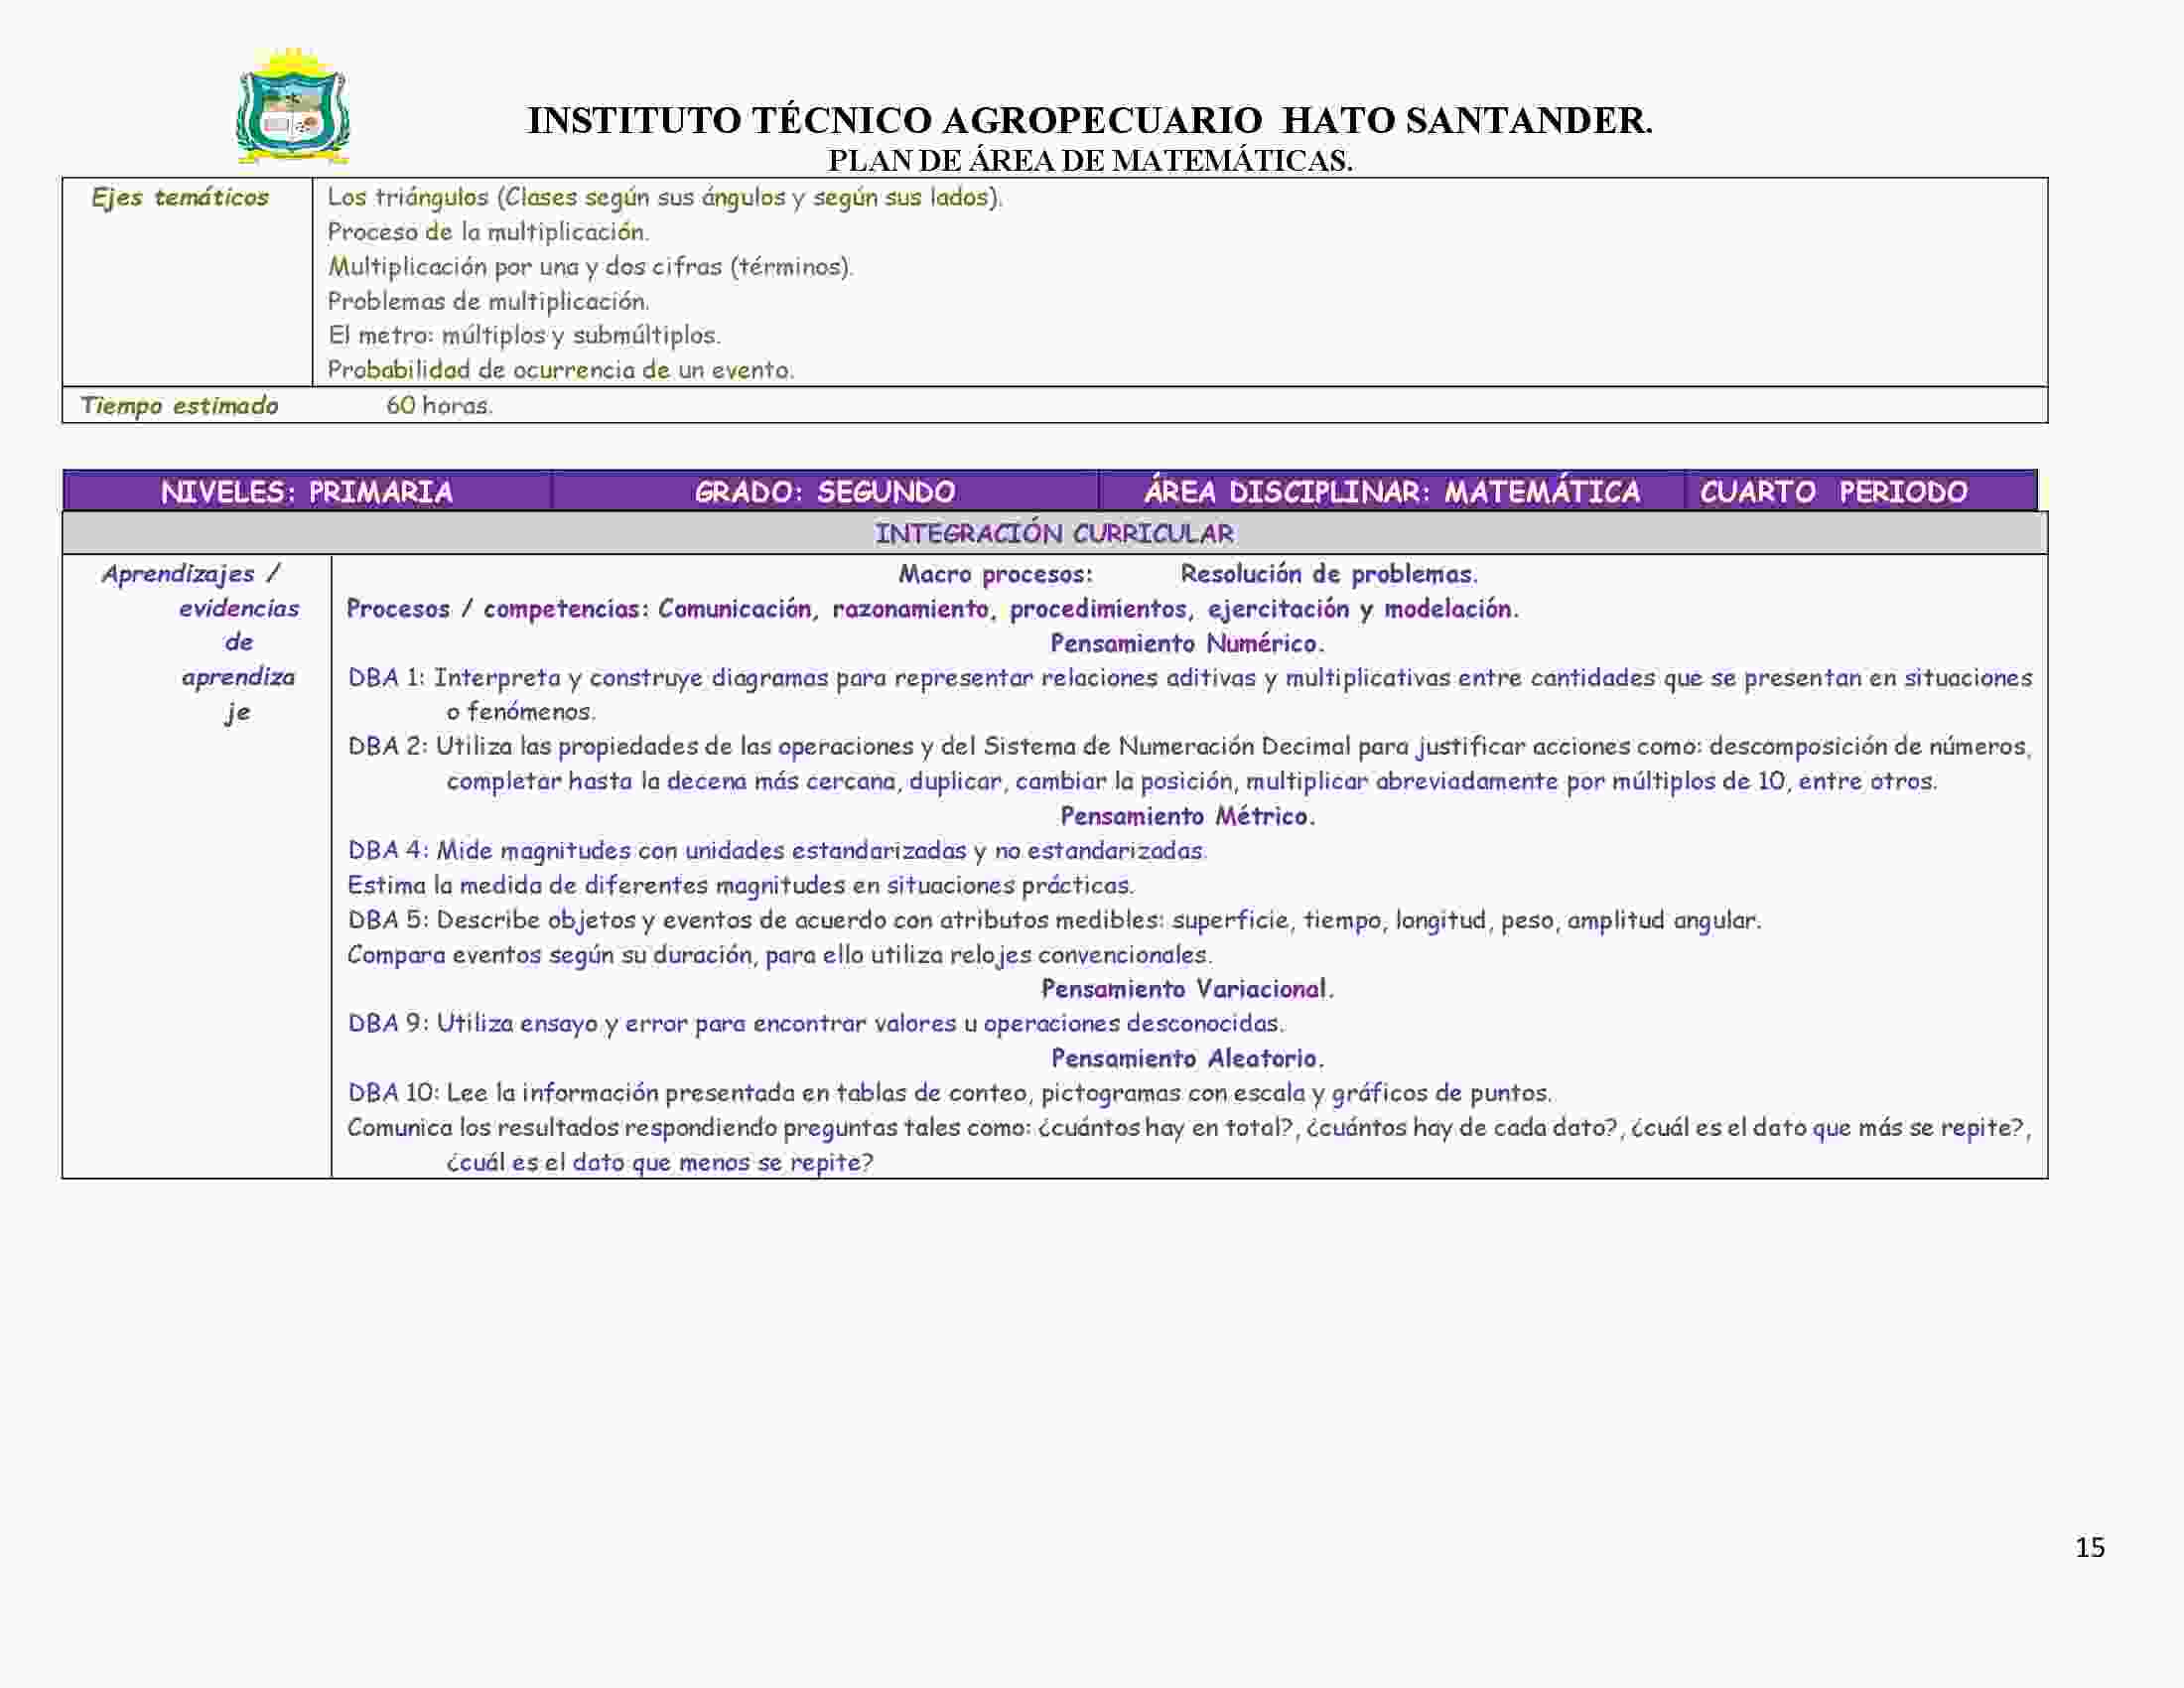 INSTITUTO TÉCNICO AGROPECUARIO HATO SANTANDER.
PLAN DE ÁREA DE MATEMÁTICAS.
Ejes temáticos
Los triángulos (Clases según sus ángulos y según sus lados).
Proceso de la multiplicación.
Multiplicación por una y dos cifras (términos).
Problemas de multiplicación.
El metro: múltiplos y submúltiplos.
Probabilidad de ocurrencia de un evento.
Tiempo estimado 60 horas.
NIVELES: PRIMARIA GRADO: SEGUNDO ÁREA DISCIPLINAR: MATEMÁTICA CUARTO PERIODO
INTEGRACIÓN CURRICULAR
Aprendizajes /
evidencias
de
aprendiza
je
Macro procesos: Resolución de problemas.
Procesos / competencias: Comunicación, razonamiento, procedimientos, ejercitación y modelación.
Pensamiento Numérico.
DBA 1: Interpreta y construye diagramas para representar relaciones aditivas y multiplicativas entre cantidades que se presentan en situaciones
o fenómenos.
DBA 2: Utiliza las propiedades de las operaciones y del Sistema de Numeración Decimal para justificar acciones como: descomposición de números,
completar hasta la decena más cercana, duplicar, cambiar la posición, multiplicar abreviadamente por múltiplos de 10, entre otros.
Pensamiento Métrico.
DBA 4: Mide magnitudes con unidades estandarizadas y no estandarizadas.
Estima la medida de diferentes magnitudes en situaciones prácticas.
DBA 5: Describe objetos y eventos de acuerdo con atributos medibles: superficie, tiempo, longitud, peso, amplitud angular.
Compara eventos según su duración, para ello utiliza relojes convencionales.
Pensamiento Variacional.
DBA 9: Utiliza ensayo y error para encontrar valores u operaciones desconocidas.
Pensamiento Aleatorio.
DBA 10: Lee la información presentada en tablas de conteo, pictogramas con escala y gráficos de puntos.
Comunica los resultados respondiendo preguntas tales como: ¿cuántos hay en total?, ¿cuántos hay de cada dato?, ¿cuál es el dato que más se repite?,
¿cuál es el dato que menos se repite?
15